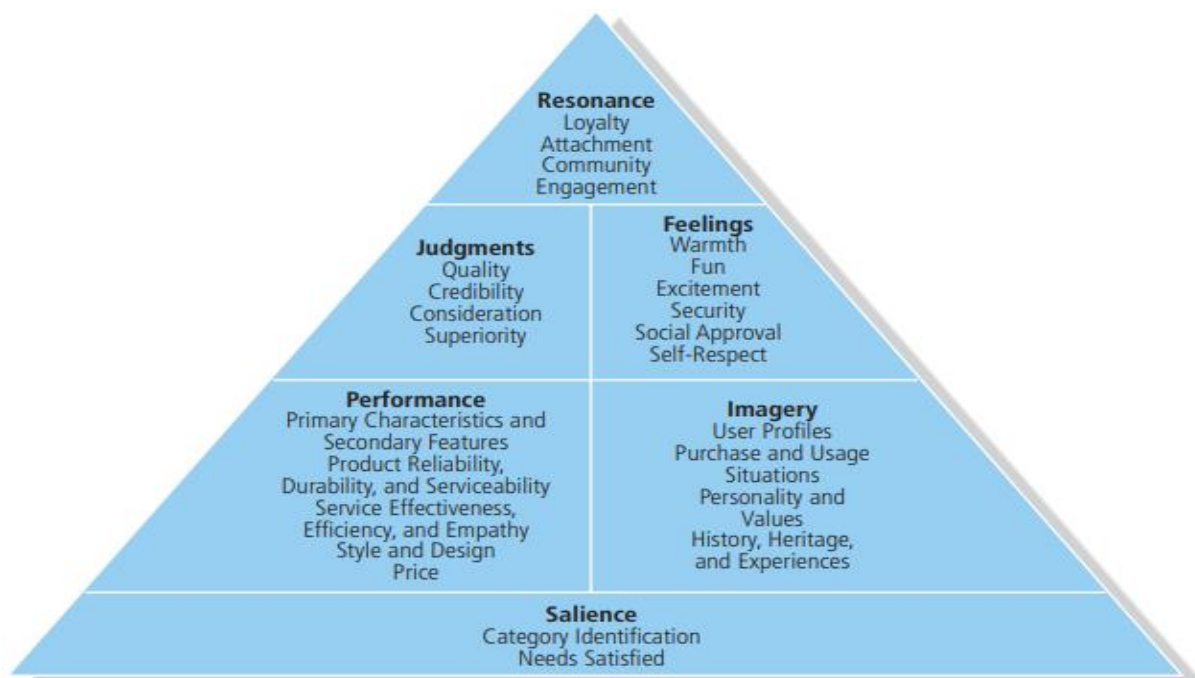 Resonance
Loyalty
Attachment
Community
Engagement
Judgments
Quality
Credibility
Consideration
Superiority
Feelings
Warmth
Fun
Excitement
Security
Social Approval
Self-Respect
Performance
Primary Characteristics and
Secondary Features
Product Reliability,
Durability, and Serviceability
Service Effectiveness,
Efficiency, and Empathy
Style and Design
Price
Imagery
User Profiles
Purchase and Usage
Situations
Personality and
Values
History, Heritage,
and Experiences
Salience
Category Identification
Needs Satisfied